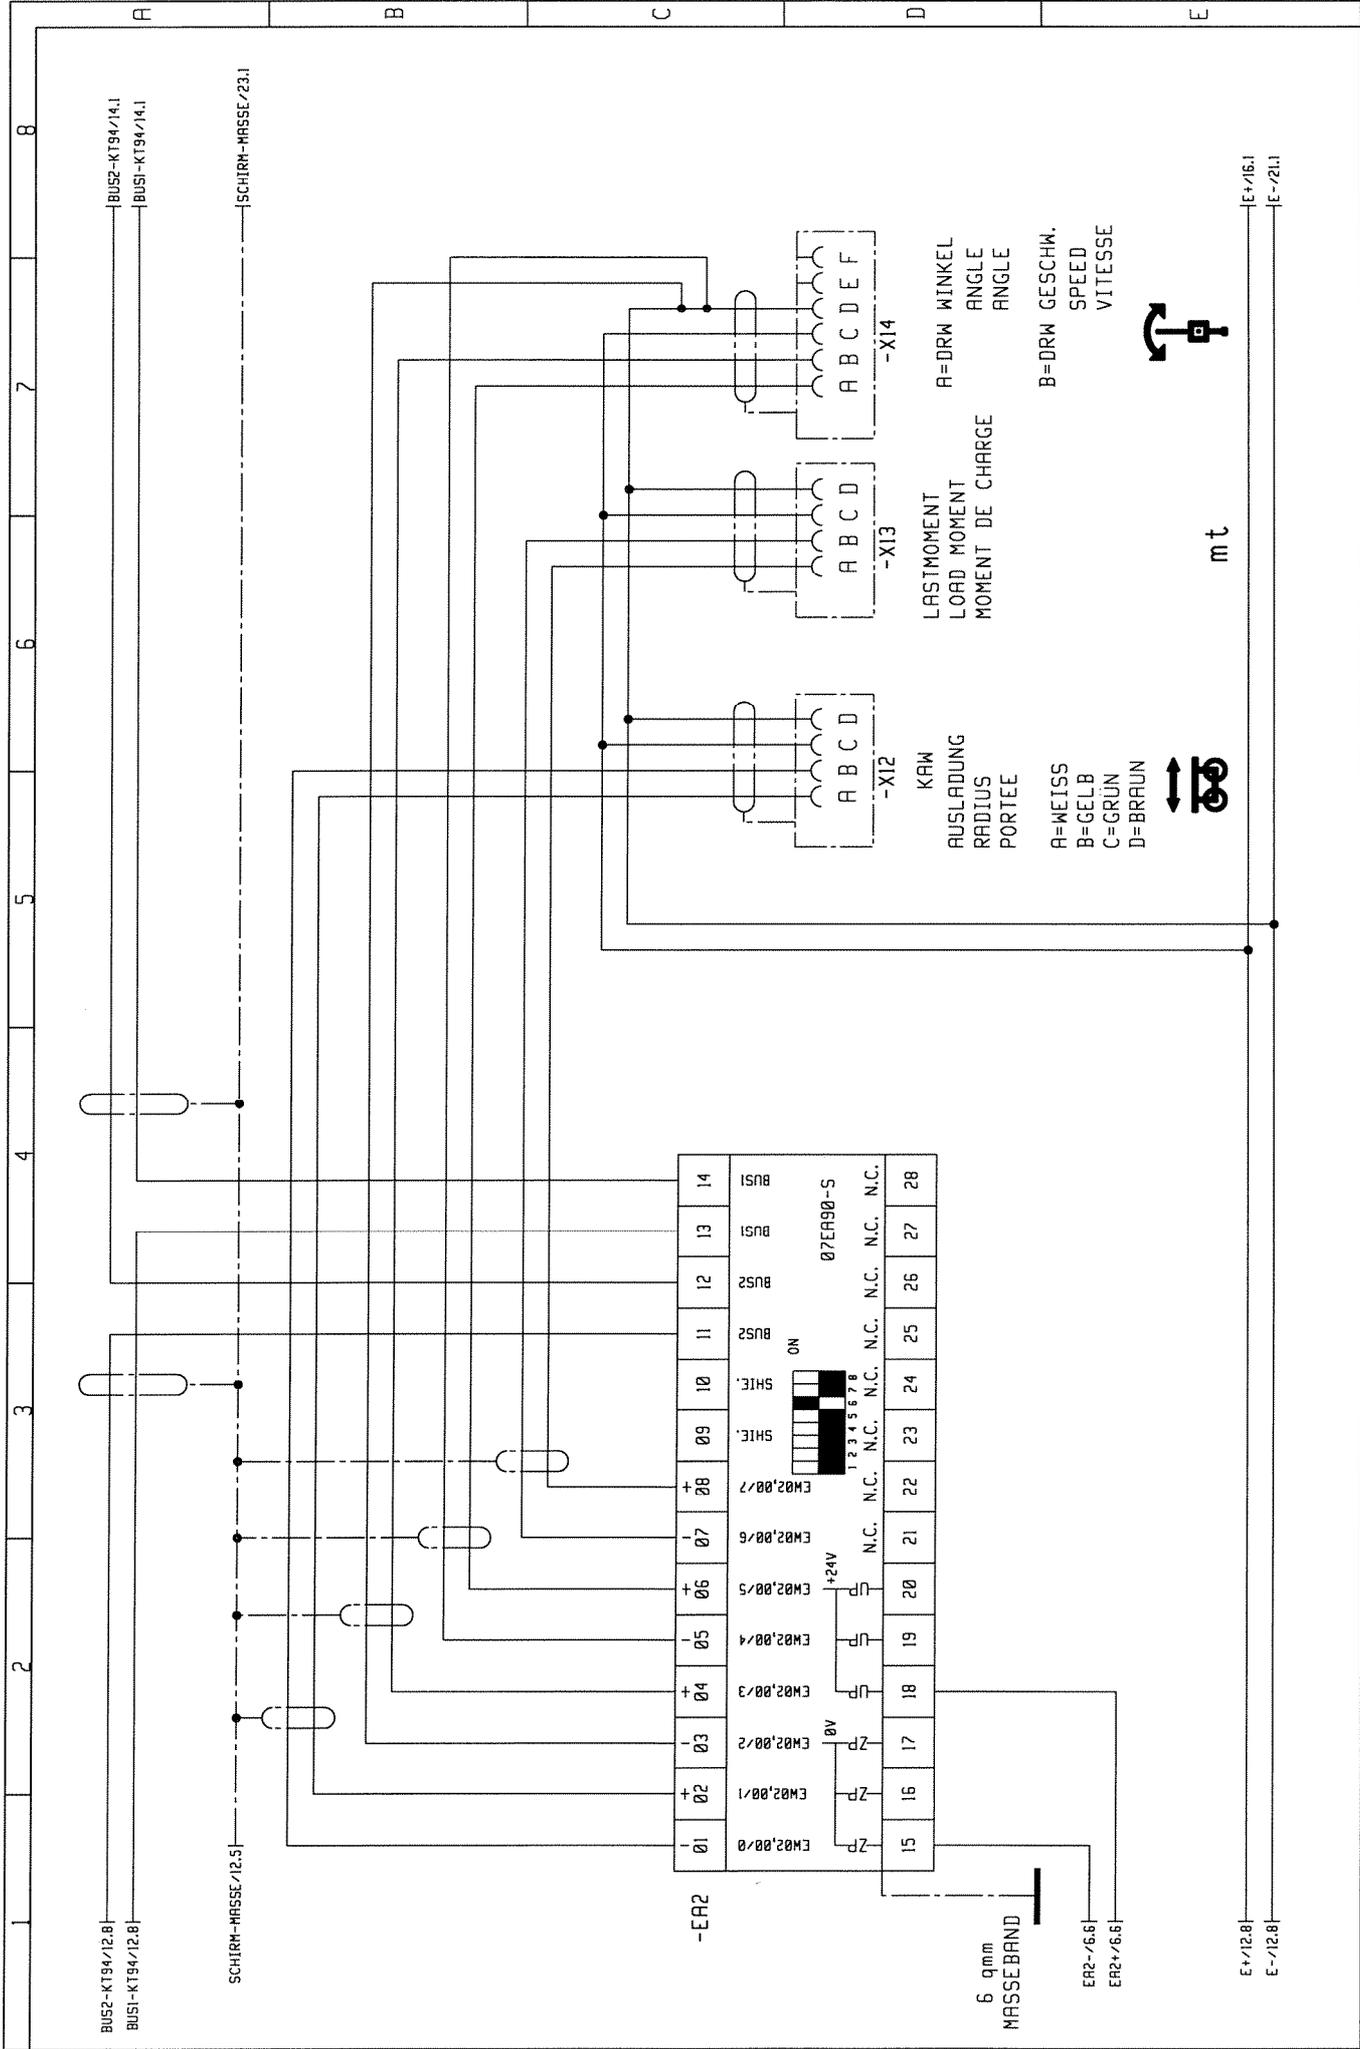 1 2 3 4 5 6 7 8
A
B
C
D
E
BUS2-KT94/12.8
BUS1-KT94/12.8
BUS2-KT94/14.1
BUS1-KT94/14.1
SCHIRM-MASSE/12.5
SCHIRM-MASSE/23.1
-EA2
-01 +02 -03 +04 -05 +06 -07 +08 09 10 11 12 13 14
EW02,00/0 EW02,00/1 EW02,00/2 EW02,00/3 EW02,00/4 EW02,00/5 EW02,00/6 EW02,00/7 SHIE. SHIE. BUS2 BUS2 BUS1 BUS1
ON
1 2 3 4 5 6 7 8
07EA90-S
0V
+24V
ZP ZP ZP UP UP UP N.C. N.C. N.C. N.C. N.C. N.C. N.C. N.C.
15 16 17 18 19 20 21 22 23 24 25 26 27 28
6 qmm
MASSEBAND
EA2-/6.6
EA2+/6.6
A B C D
-X12
KAW
AUSLADUNG
RADIUS
PORTEE
A=WEISS
B=GELB
C=GRÜN
D=BRAUN
A B C D
-X13
LASTMOMENT
LOAD MOMENT
MOMENT DE CHARGE
mt
A B C D E F
-X14
A=DRW WINKEL
ANGLE
ANGLE
B=DRW GESCHW.
SPEED
VITESSE
E+/12.8
E-/12.8
E+/16.1
E-/21.1